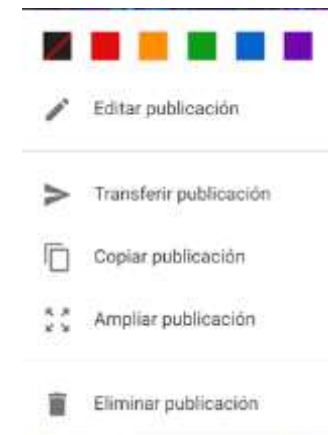 Editar publicación
Transferir publicación
Copiar publicación
Ampliar publicación
Eliminar publicación